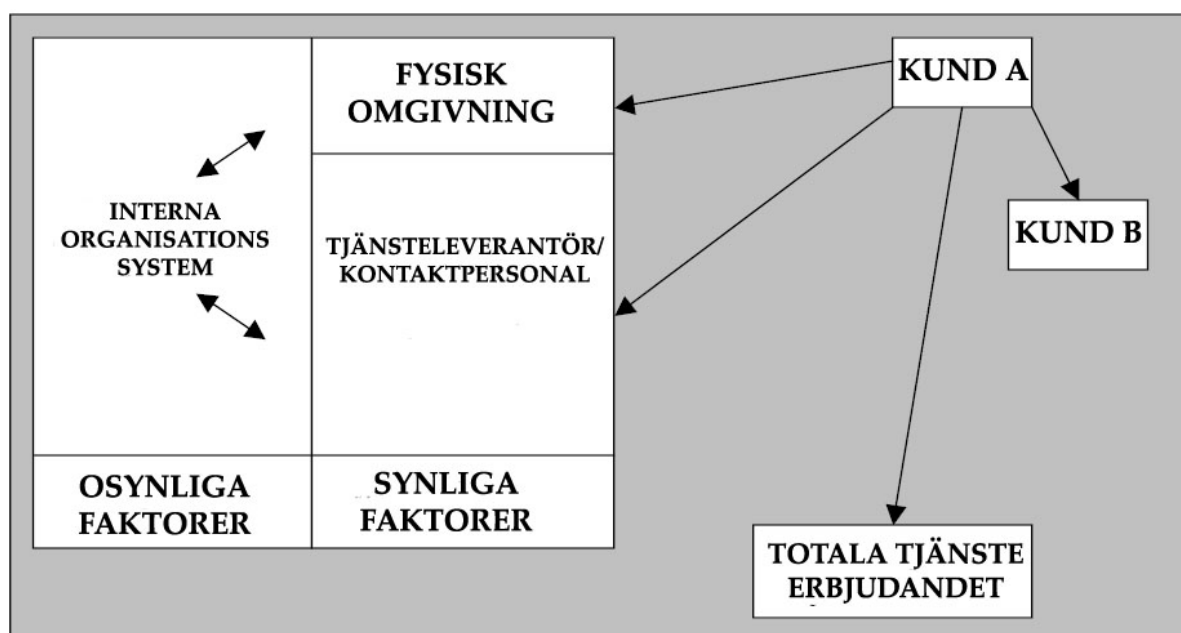 FYSISK
OMGIVNING
INTERNA
ORGANISATIONS
SYSTEM
TJÄNSTELEVERANTÖR/
KONTAKTPERSONAL
OSYNLIGA
FAKTORER
SYNLIGA
FAKTORER
KUND A
KUND B
TOTALA TJÄNSTE
ERBJUDANDET